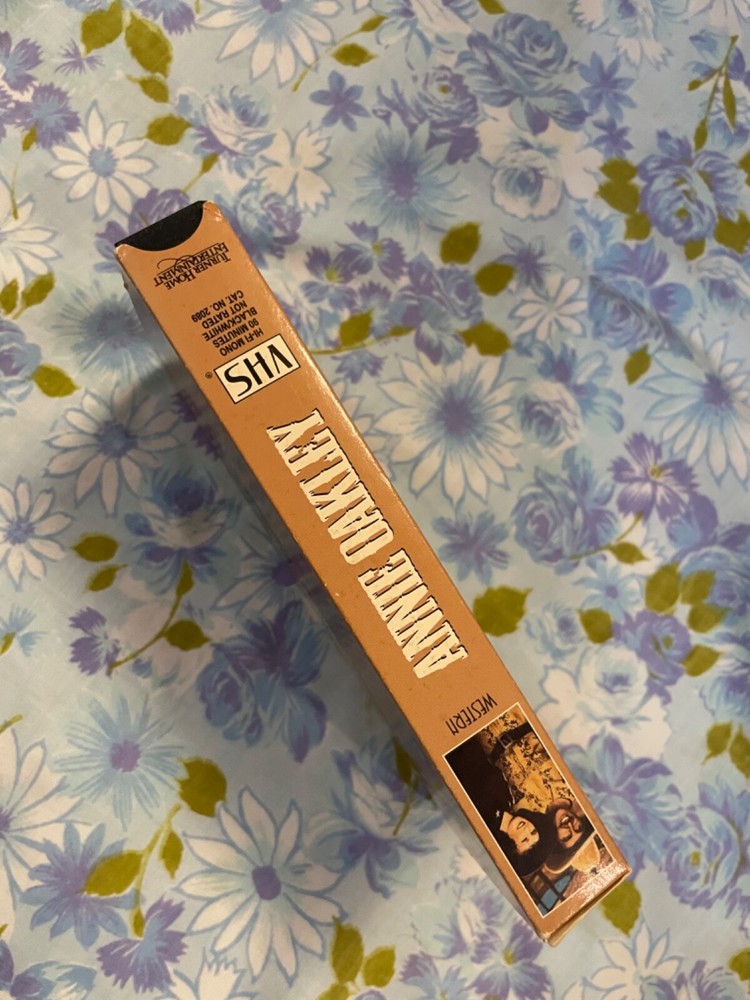 WESTERN
ANNIE OAKLEY
VHS
®
HI-FI MONO
90 MINUTES
BLACK/WHITE
NOT RATED
CAT. NO. 2089
TURNER HOME
ENTERTAINMENT